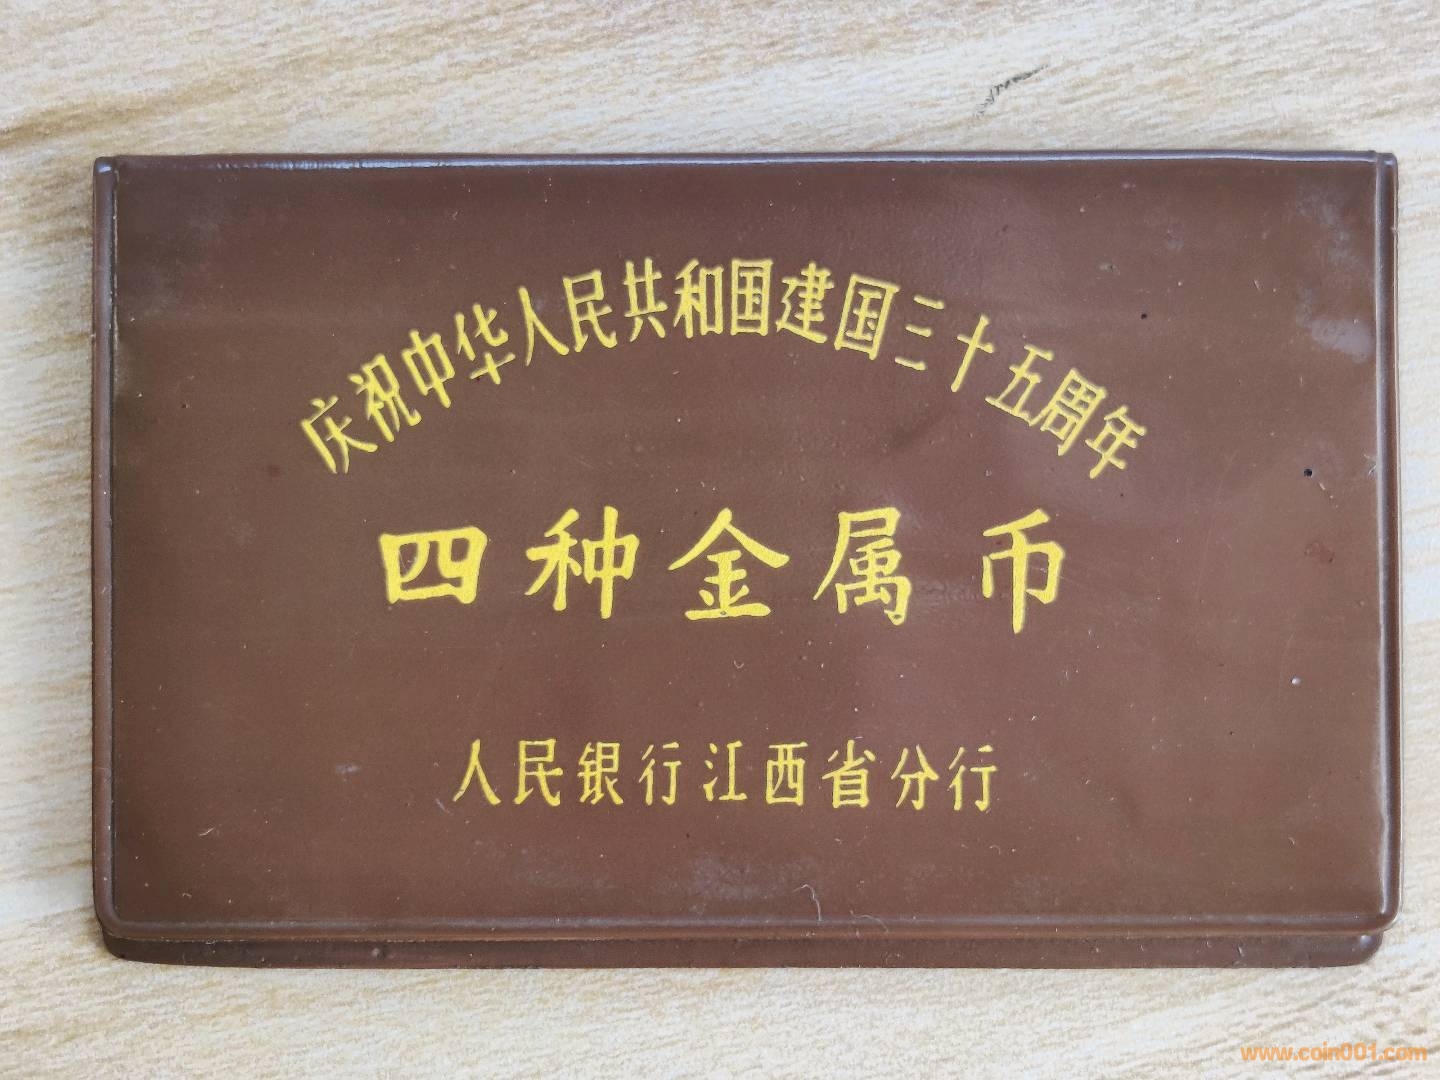 庆祝中华人民共和国建国三十五周年
四种金属币
人民银行江西省分行
www.coin001.com